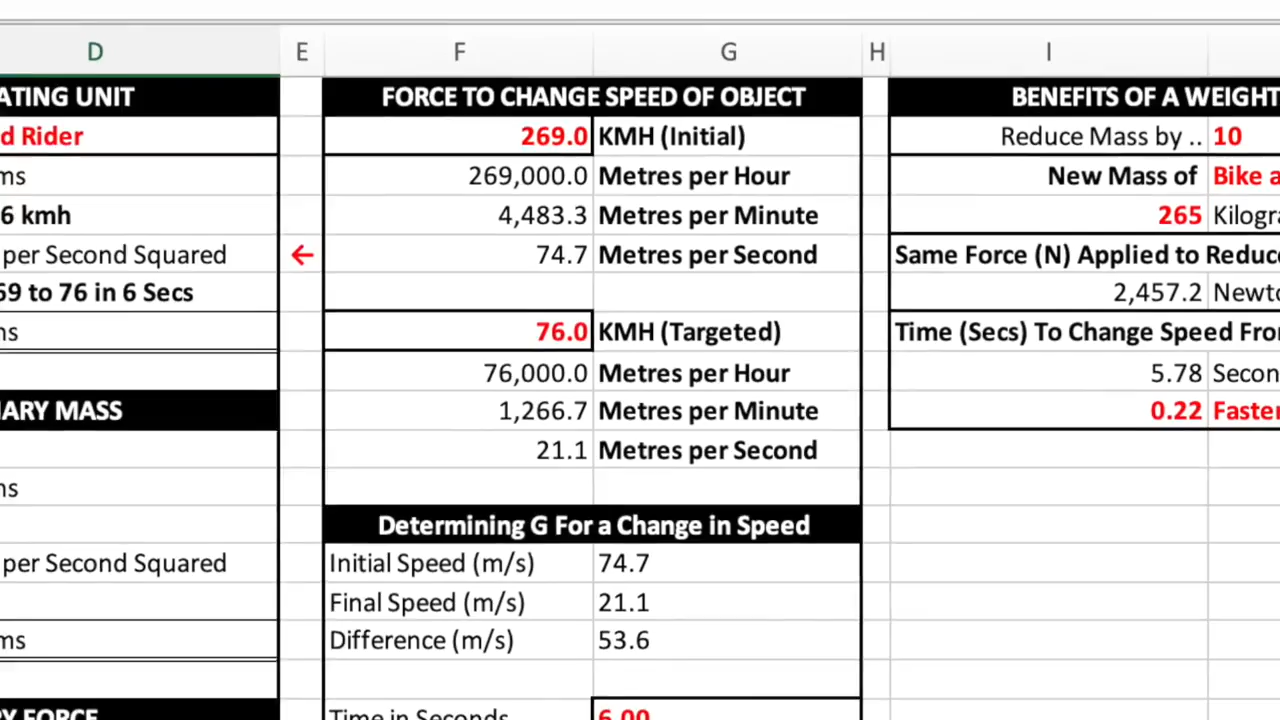 D E F G H I
ATING UNIT FORCE TO CHANGE SPEED OF OBJECT BENEFITS OF A WEIGHT
d Rider 269.0 KMH (Initial) Reduce Mass by .. 10
ms 269,000.0 Metres per Hour New Mass of Bike a
6 kmh 4,483.3 Metres per Minute 265 Kilogra
per Second Squared ← 74.7 Metres per Second Same Force (N) Applied to Reduce
69 to 76 in 6 Secs 2,457.2 Newto
ms 76.0 KMH (Targeted) Time (Secs) To Change Speed Fro
76,000.0 Metres per Hour 5.78 Secon
ARY MASS 1,266.7 Metres per Minute 0.22 Faster
21.1 Metres per Second
ms
Determining G For a Change in Speed
per Second Squared Initial Speed (m/s) 74.7
Final Speed (m/s) 21.1
ms Difference (m/s) 53.6
RY FORCE Time in Seconds 6.00